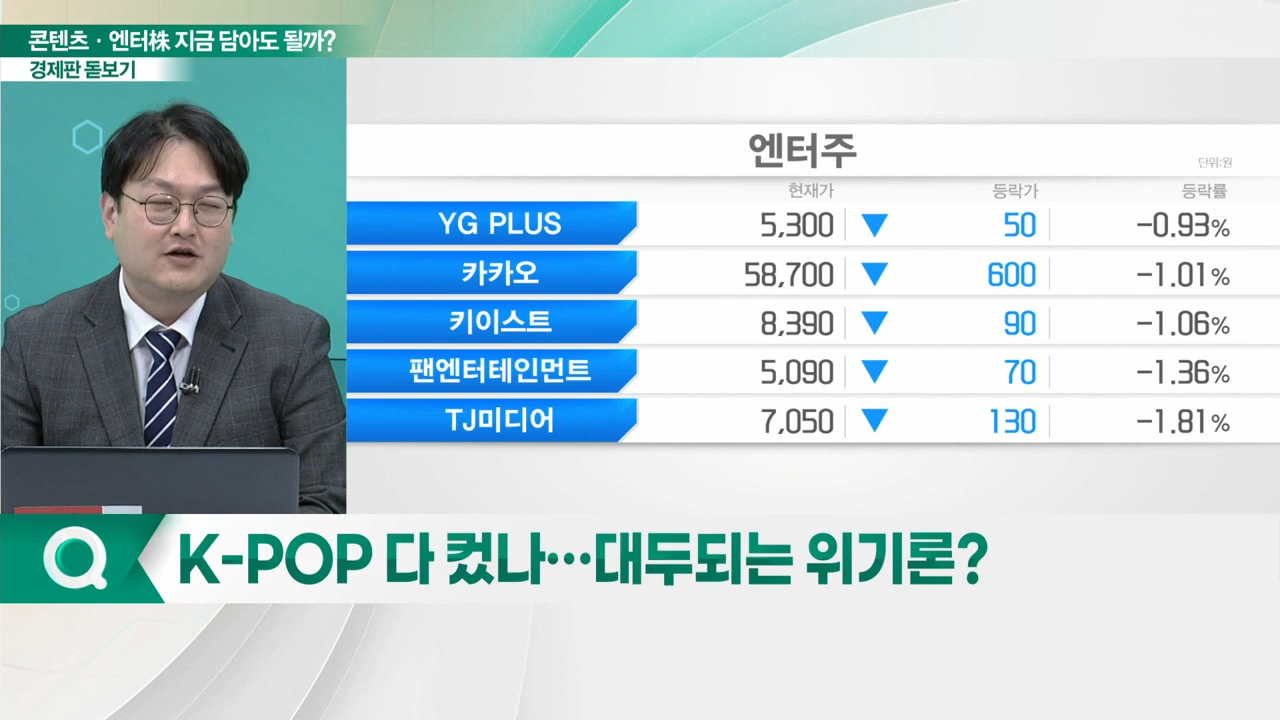 콘텐츠·엔터株 지금 담아도 될까?
경제판 돋보기
엔터주
단위:원
현재가 등락가 등락률
YG PLUS 5,300 ▼ 50 -0.93%
카카오 58,700 ▼ 600 -1.01%
키이스트 8,390 ▼ 90 -1.06%
팬엔터테인먼트 5,090 ▼ 70 -1.36%
TJ미디어 7,050 ▼ 130 -1.81%
K-POP 다 컸나…대두되는 위기론?